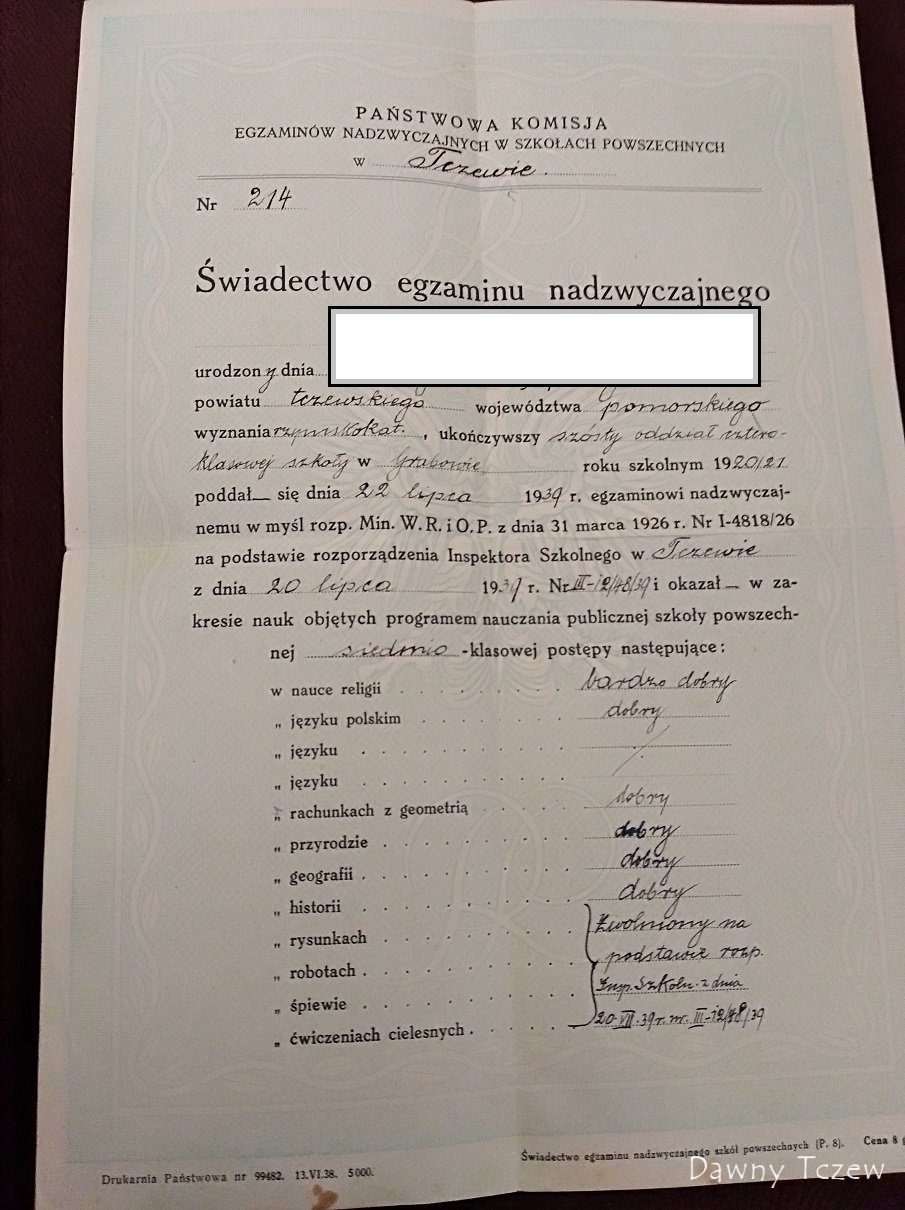 PAŃSTWOWA KOMISJA
EGZAMINÓW NADZWYCZAJNYCH W SZKOŁACH POWSZECHNYCH
w Tczewie.
Nr 214
Świadectwo egzaminu nadzwyczajnego
urodzony dnia
powiatu tczewskiego województwa pomorskiego
wyznania rzymskokat. , ukończywszy szósty oddział cztero-
klasowej szkoły w Grabowie roku szkolnym 1920/21
poddał— się dnia 22 lipca 1939 r. egzaminowi nadzwyczaj-
nemu w myśl rozp. Min. W. R. i O. P. z dnia 31 marca 1926 r. Nr I-4818/26
na podstawie rozporządzenia Inspektora Szkolnego w Tczewie
z dnia 20 lipca 1939 r. Nr III-12/48/39 i okazał — w za-
kresie nauk objętych programem nauczania publicznej szkoły powszech-
nej siedmio -klasowej postępy następujące:
w nauce religii . . . . . . bardzo dobry
„ języku polskim . . . . . dobry
„ języku . . . . . . . /.
„ języku . . . . . . .
„ rachunkach z geometrią . . . dobry
„ przyrodzie . . . . . . dobry
„ geografii . . . . . . . dobry
„ historii . . . . . . . dobry
„ rysunkach . . . . . . Zwolniony na
„ robotach . . . . . . . podstawie rozp.
„ śpiewie . . . . . . . Insp. Szkoln. z dnia
„ ćwiczeniach cielesnych . . . . 20.VII.39 r. nr. III-12/48/39
Świadectwo egzaminu nadzwyczajnego szkół powszechnych (P. 8). Cena 8 g
Drukarnia Państwowa nr 99482. 13.VI.38. 5000.
Dawny Tczew